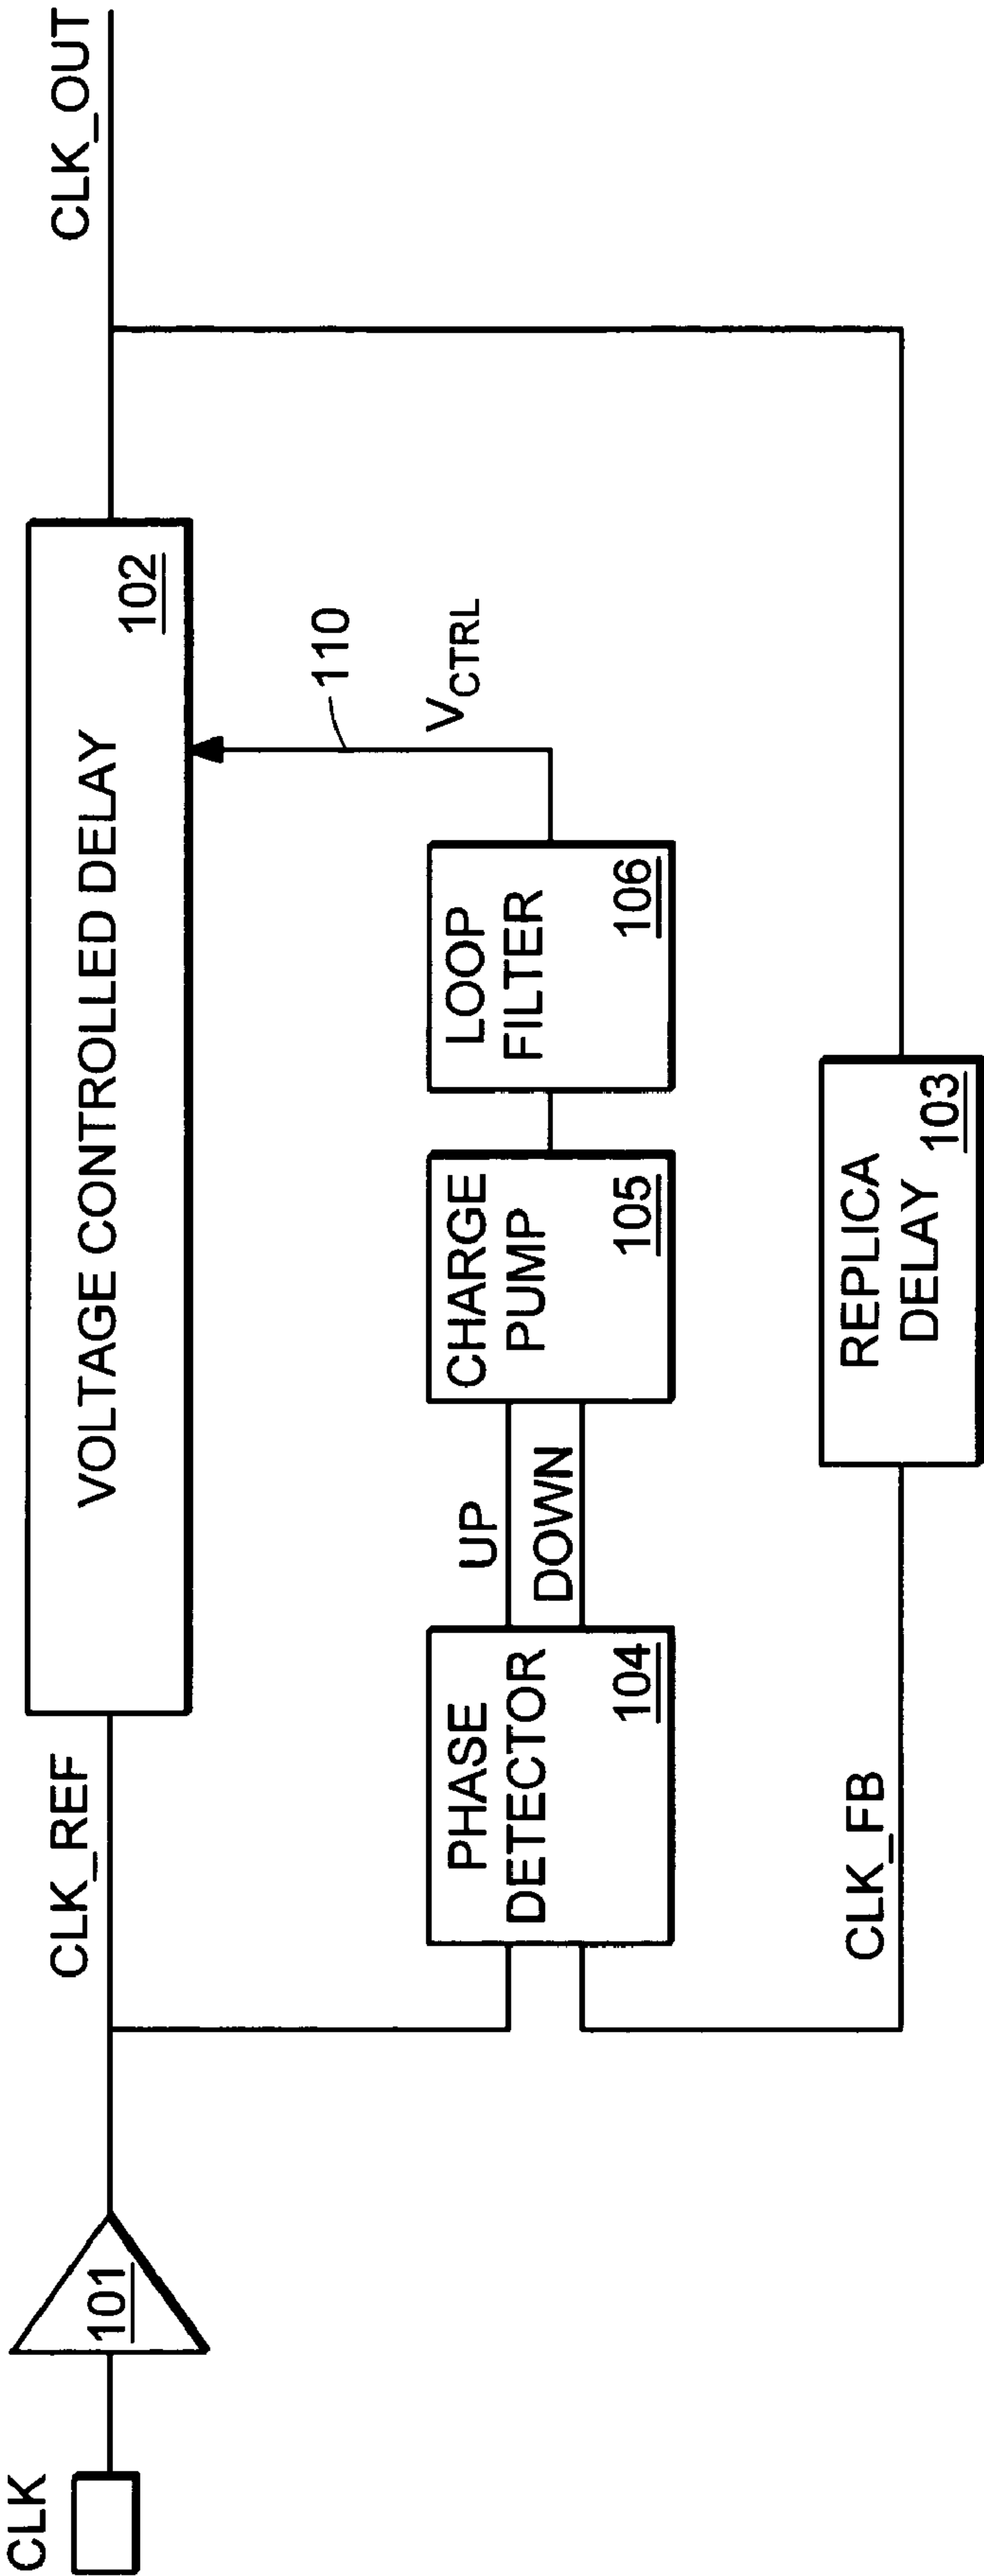 CLK
101
CLK_REF
VOLTAGE CONTROLLED DELAY
102
CLK_OUT
PHASE
DETECTOR
104
UP
DOWN
CHARGE
PUMP
105
LOOP
FILTER
106
110
VCTRL
CLK_FB
REPLICA
DELAY
103